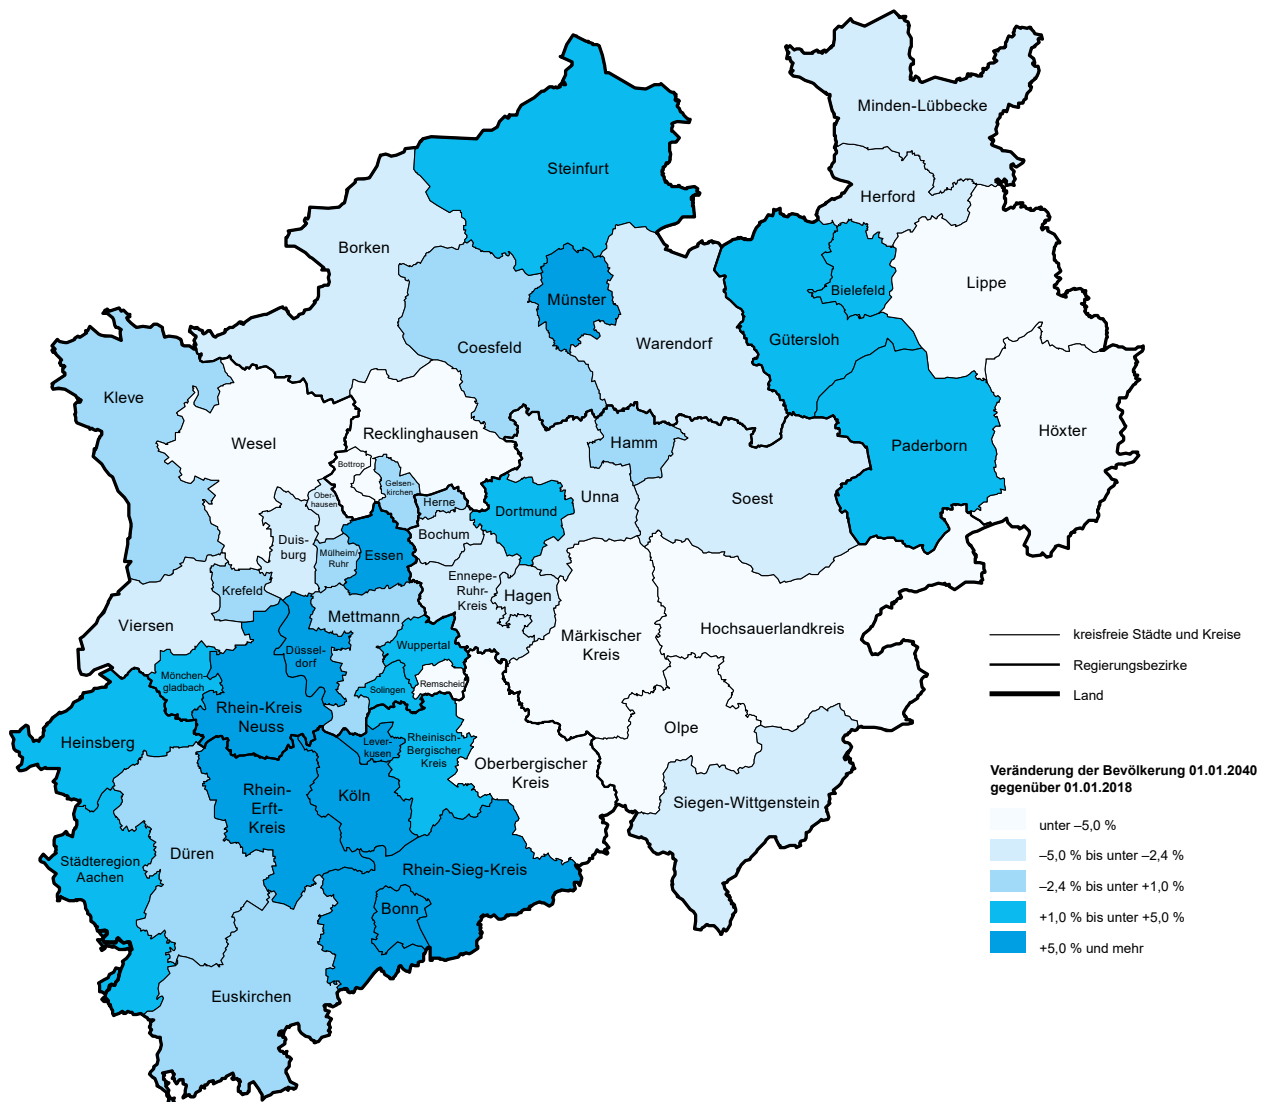 Minden-Lübbecke
Steinfurt
Herford
Borken
Lippe
Bielefeld
Münster
Gütersloh
Warendorf
Coesfeld
Kleve
Höxter
Recklinghausen
Wesel
Hamm
Paderborn
Bottrop
Gelsen-
kirchen
Ober-
hausen
Herne
Unna
Soest
Dortmund
Bochum
Duis-
burg
Mülheim/
Ruhr
Essen
Ennepe-
Ruhr-
Kreis
Hagen
Krefeld
Mettmann
Viersen
Märkischer
Kreis
Hochsauerlandkreis
Düssel-
dorf
Wuppertal
Mönchen-
gladbach
Solingen
Remscheid
Rhein-Kreis
Neuss
Olpe
Heinsberg
Lever-
kusen
Rheinisch-
Bergischer
Kreis
Oberbergischer
Kreis
Rhein-
Erft-
Kreis
Köln
Siegen-Wittgenstein
Düren
Städteregion
Aachen
Rhein-Sieg-Kreis
Bonn
Euskirchen
kreisfreie Städte und Kreise
Regierungsbezirke
Land
Veränderung der Bevölkerung 01.01.2040
gegenüber 01.01.2018
unter –5,0 %
–5,0 % bis unter –2,4 %
–2,4 % bis unter +1,0 %
+1,0 % bis unter +5,0 %
+5,0 % und mehr